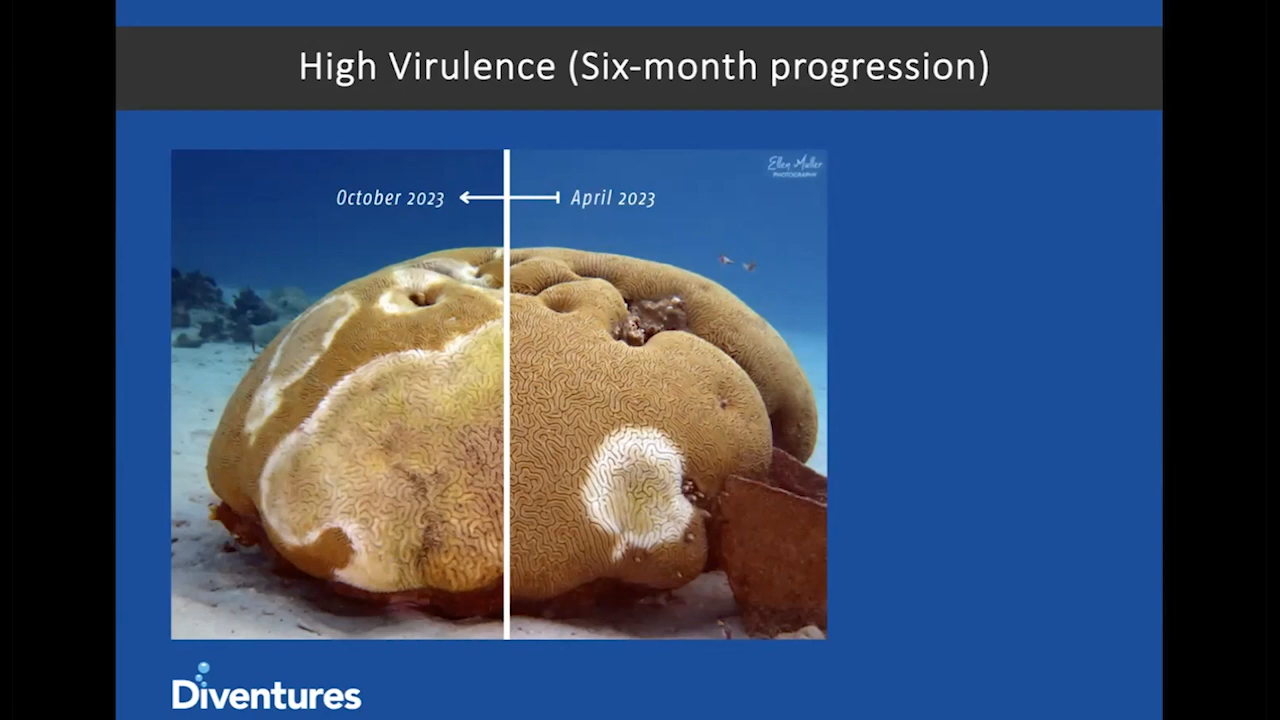 High Virulence (Six-month progression)
Ellen Muller
PHOTOGRAPHY
October 2023
April 2023
Diventures